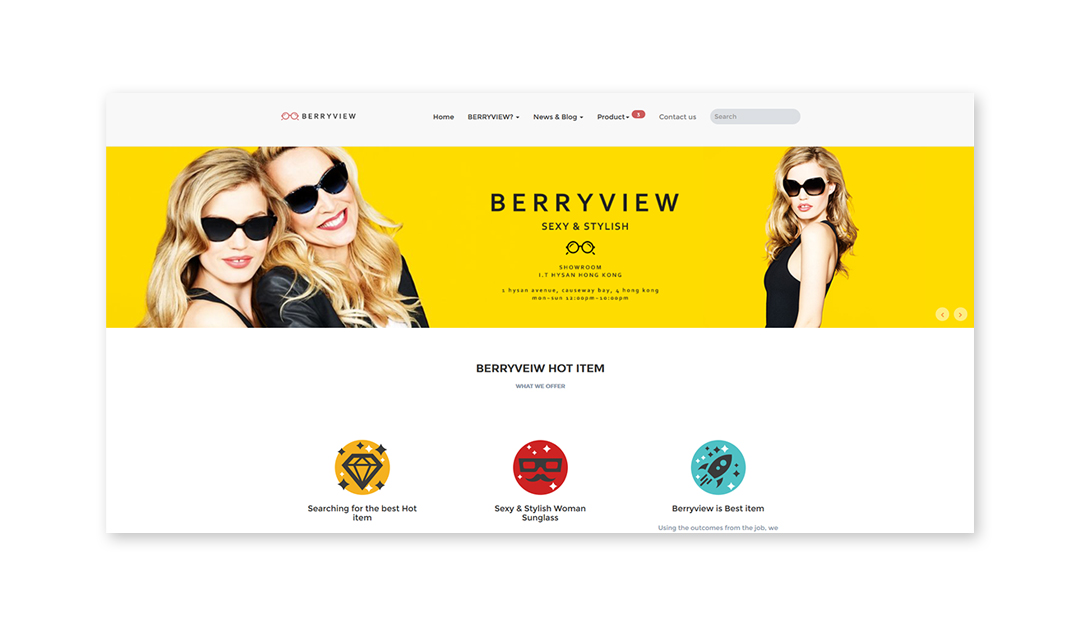 BERRYVIEW
Home BERRYVIEW? News & Blog Product 3 Contact us Search
BERRYVIEW
SEXY & STYLISH
SHOWROOM
I.T HYSAN HONG KONG
1 hysan avenue, causeway bay, 4 hong kong
mon-sun 12:00pm-10:00pm
BERRYVEIW HOT ITEM
WHAT WE OFFER
Searching for the best Hot
item
Sexy & Stylish Woman
Sunglass
Berryview is Best item
Using the outcomes from the job, we